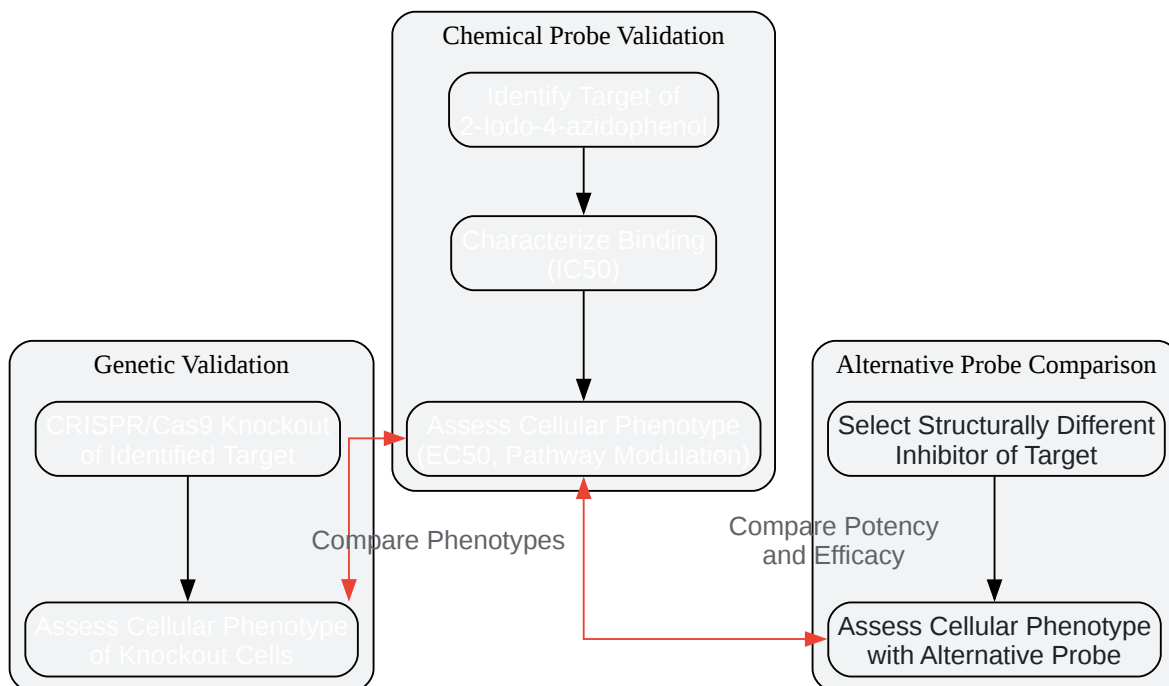 Chemical Probe Validation
Identify Target of
2-Iodo-4-azidophenol
Characterize Binding
(IC50)
Assess Cellular Phenotype
(EC50, Pathway Modulation)
Genetic Validation
CRISPR/Cas9 Knockout
of Identified Target
Assess Cellular Phenotype
of Knockout Cells
Alternative Probe Comparison
Select Structurally Different
Inhibitor of Target
Assess Cellular Phenotype
with Alternative Probe
Compare Phenotypes
Compare Potency
and Efficacy